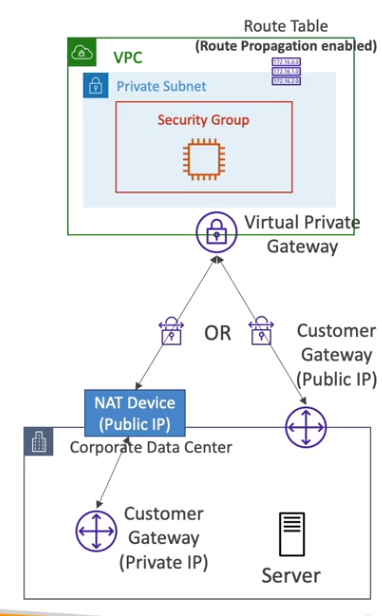 Route Table
(Route Propagation enabled)
172.16.0.0
172.16.1.0
172.16.2.0
VPC
Private Subnet
Security Group
Virtual Private
Gateway
OR
Customer
Gateway
(Public IP)
NAT Device
(Public IP)
Corporate Data Center
Customer
Gateway
(Private IP)
Server